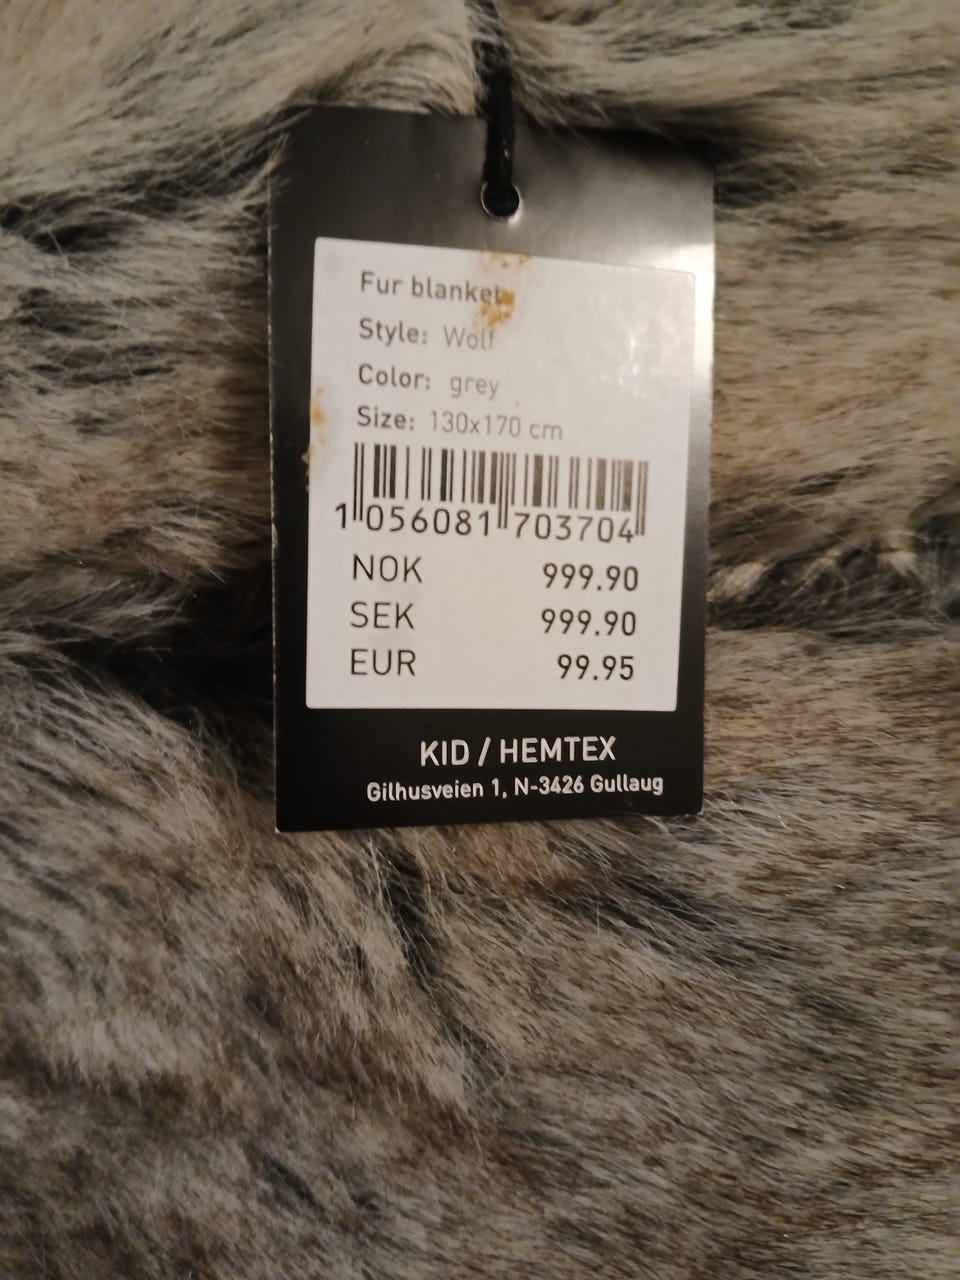 Fur blanket
Style: Wolf
Color: grey
Size: 130x170 cm
1 056081 703704
NOK 999.90
SEK 999.90
EUR 99.95
KID / HEMTEX
Gilhusveien 1, N-3426 Gullaug